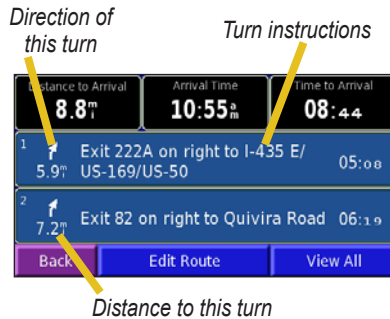 Direction of
this turn
Turn instructions
Distance to Arrival
8.8mi
Arrival Time
10:55am
Time to Arrival
08:44
1
5.9mi
Exit 222A on right to I-435 E/
US-169/US-50
05:08
2
7.2mi
Exit 82 on right to Quivira Road
06:19
Back
Edit Route
View All
Distance to this turn